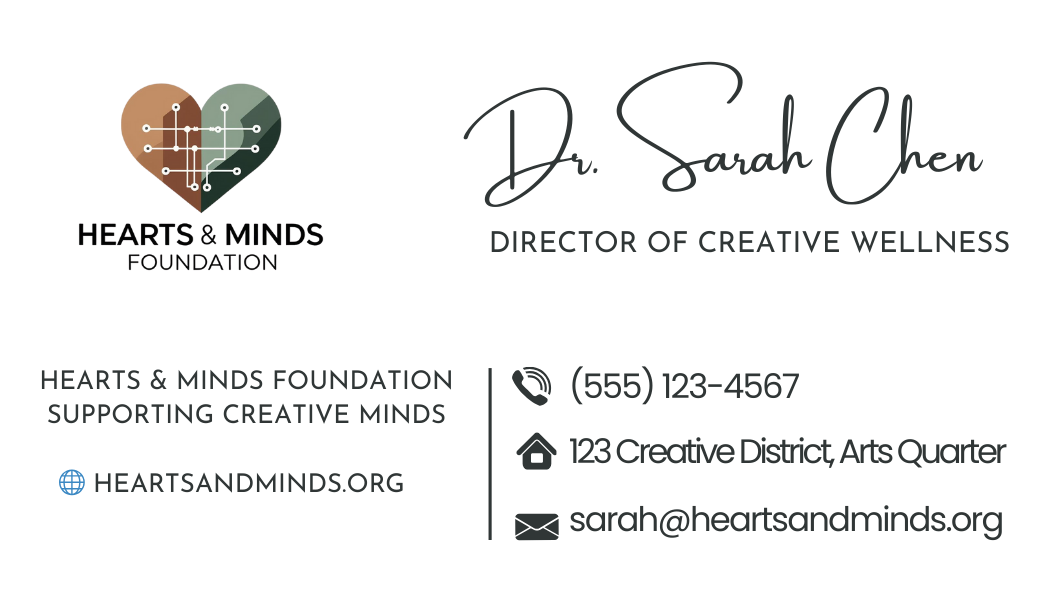 HEARTS & MINDS
FOUNDATION
Dr. Sarah Chen
DIRECTOR OF CREATIVE WELLNESS
HEARTS & MINDS FOUNDATION
SUPPORTING CREATIVE MINDS
HEARTSANDMINDS.ORG
(555) 123-4567
123 Creative District, Arts Quarter
sarah@heartsandminds.org